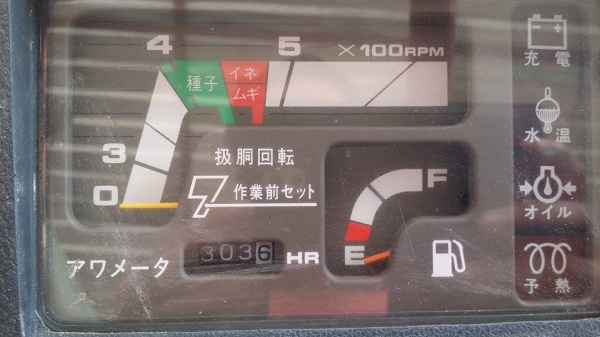 4 5 ×100RPM 充電
種子 イネ
ムギ
3 扱胴回転 水温
0 作業前セット F
オイル
アワメータ 3036 HR E
予熱